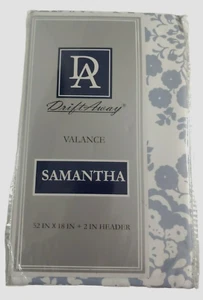 DA
DriftAway®
VALANCE
SAMANTHA
52 IN X 18 IN + 2 IN HEADER